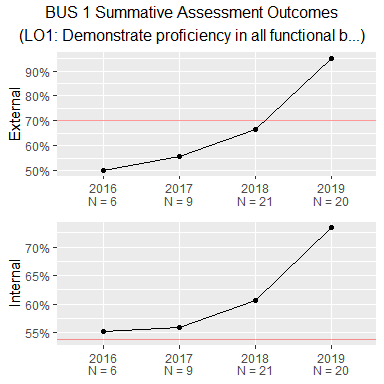 BUS 1 Summative Assessment Outcomes
(LO1: Demonstrate proficiency in all functional b...)
External
90%
80%
70%
60%
50%
2016 2017 2018 2019
N = 6 N = 9 N = 21 N = 20
Internal
70%
65%
60%
55%
2016 2017 2018 2019
N = 6 N = 9 N = 21 N = 20